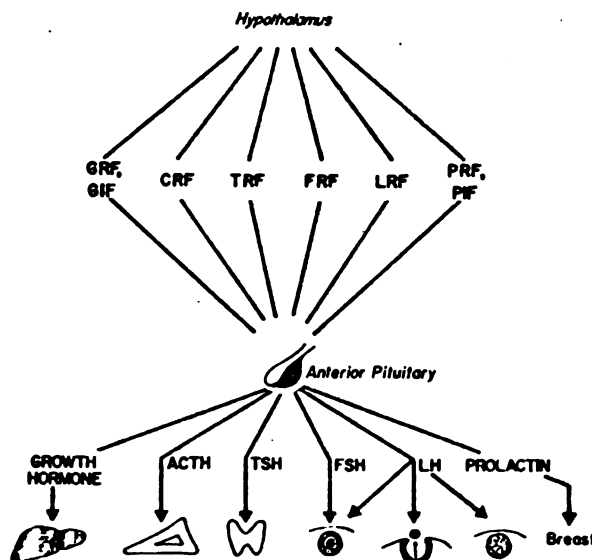 Hypothalamus
GRF,
GIF
CRF
TRF
FRF
LRF
PRF,
PIF
Anterior Pituitary
GROWTH
HORMONE
ACTH
TSH
FSH
LH
PROLACTIN
Breast